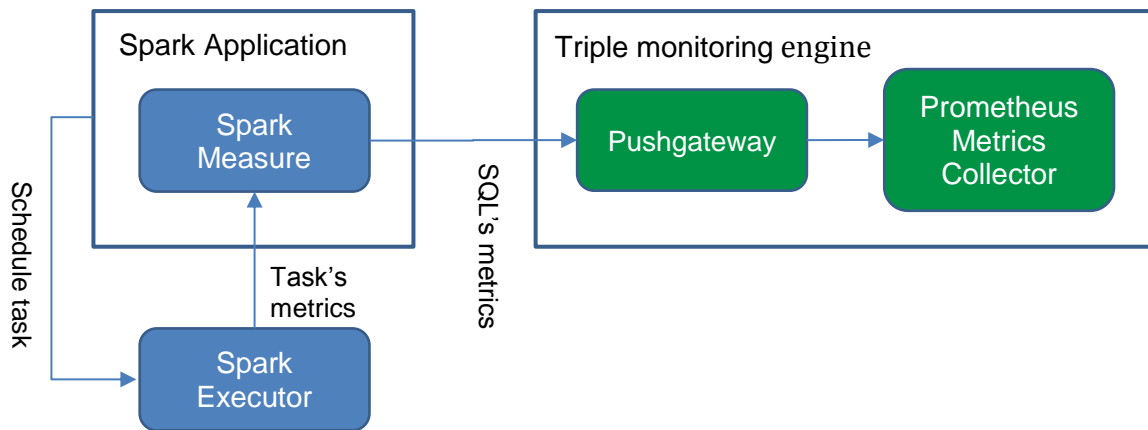 Spark Application
Spark
Measure
Schedule task
Task’s
metrics
Spark
Executor
SQL’s metrics
Triple monitoring engine
Pushgateway
Prometheus
Metrics
Collector